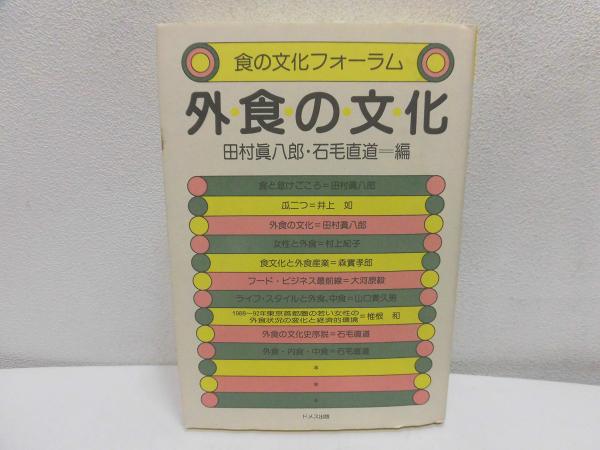 食の文化フォーラム
外・食・の・文・化
田村眞八郎・石毛直道＝編
食と怠けごころ＝田村眞八郎
瓜二つ＝井上　如
外食の文化＝田村眞八郎
女性と外食＝村上紀子
食文化と外食産業＝森實孝郎
フード・ビジネス最前線＝大河原毅
ライフ・スタイルと外食、中食＝山口貴久男
1989〜92年東京首都圏の若い女性の
外食状況の変化と経済的環境＝椎根　和
外食の文化史序説＝石毛直道
外食・内食・中食＝石毛直道
＊
＊
＊
ドメス出版